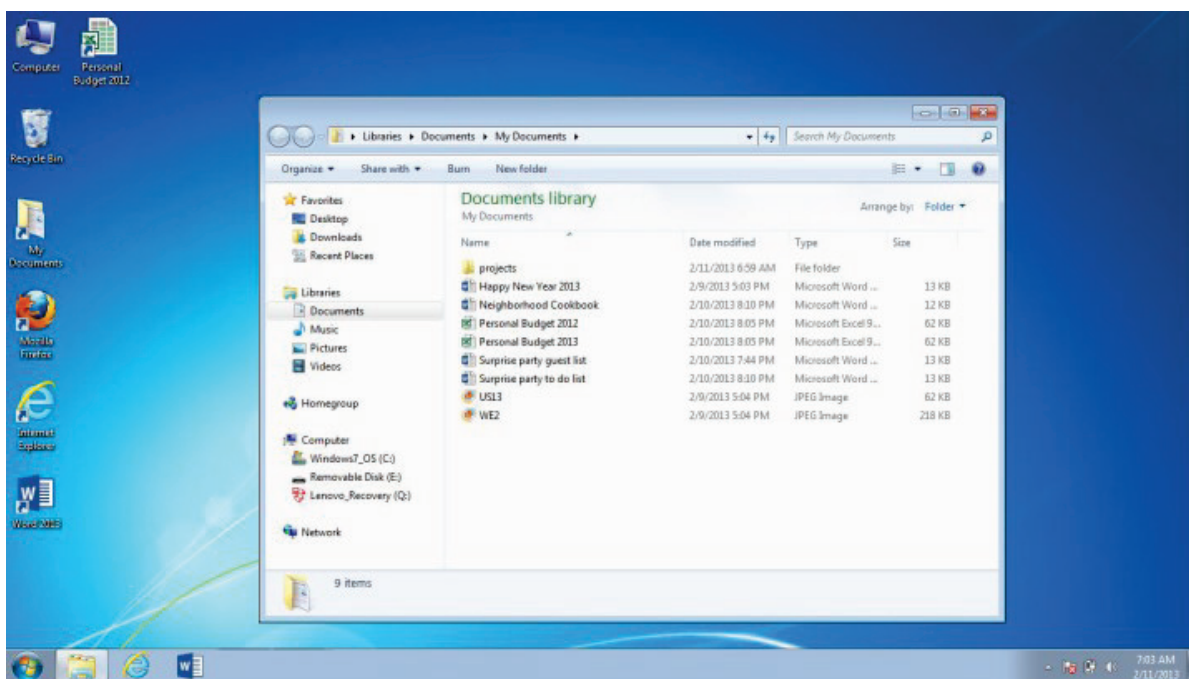 Computer
Personal
Budget 2012
Recycle Bin
My
Documents
Mozilla
Firefox
Internet
Explorer
Word 2013
Libraries Documents My Documents
Search My Documents
Organize Share with Burn New folder
Favorites
Desktop
Downloads
Recent Places
Libraries
Documents
Music
Pictures
Videos
Homegroup
Computer
Windows7_OS (C:)
Removable Disk (E:)
Lenovo_Recovery (Q:)
Network
Documents library
My Documents
Arrange by: Folder
Name Date modified Type Size
projects 2/11/2013 6:59 AM File folder
Happy New Year 2013 2/9/2013 5:03 PM Microsoft Word ... 13 KB
Neighborhood Cookbook 2/10/2013 8:10 PM Microsoft Word ... 12 KB
Personal Budget 2012 2/10/2013 8:05 PM Microsoft Excel 9... 62 KB
Personal Budget 2013 2/10/2013 8:05 PM Microsoft Excel 9... 62 KB
Surprise party guest list 2/10/2013 7:44 PM Microsoft Word ... 13 KB
Surprise party to do list 2/10/2013 8:10 PM Microsoft Word ... 13 KB
US13 2/9/2013 5:04 PM JPEG Image 62 KB
WE2 2/9/2013 5:04 PM JPEG Image 218 KB
9 items
7:03 AM
2/11/2013